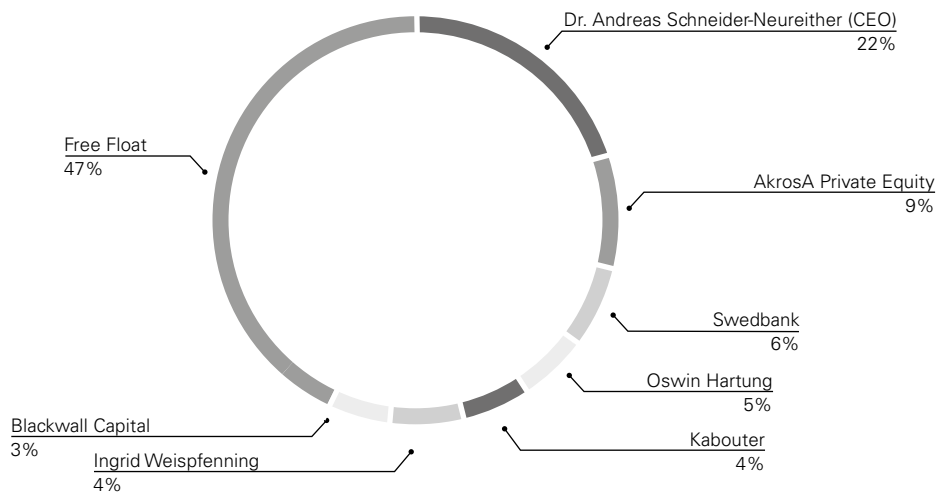 Dr. Andreas Schneider-Neureither (CEO)
22%
Free Float
47%
AkrosA Private Equity
9%
Swedbank
6%
Oswin Hartung
5%
Kabouter
4%
Blackwall Capital
3%
Ingrid Weispfenning
4%